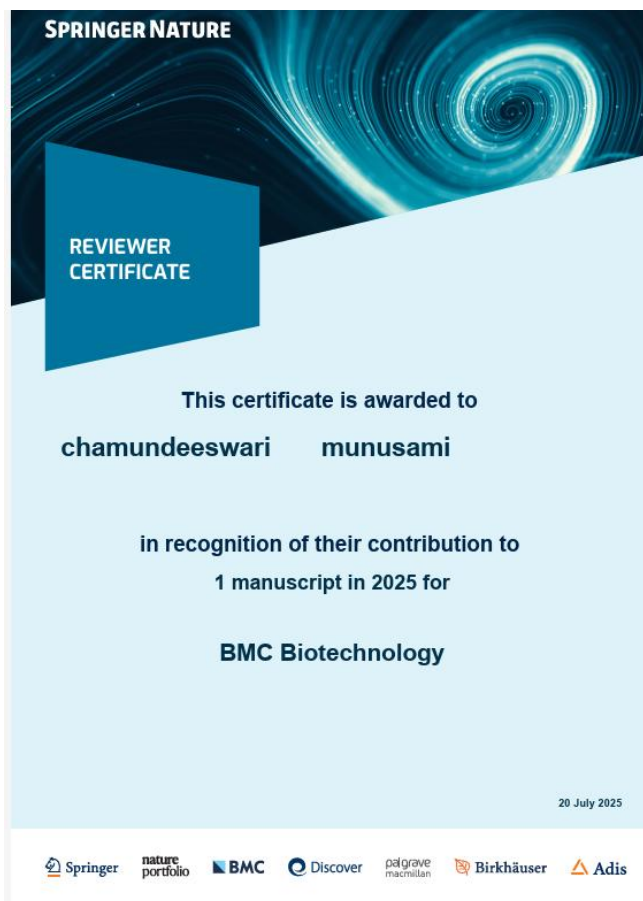 SPRINGER NATURE
REVIEWER
CERTIFICATE
This certificate is awarded to
chamundeeswari munusami
in recognition of their contribution to
1 manuscript in 2025 for
BMC Biotechnology
20 July 2025
Springer nature portfolio BMC Discover palgrave macmillan Birkhäuser Adis